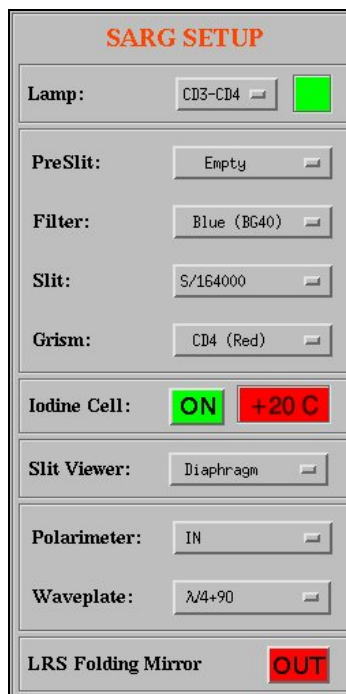 SARG SETUP
Lamp: CD3-CD4
PreSlit: Empty
Filter: Blue (BG40)
Slit: S/164000
Grism: CD4 (Red)
Iodine Cell: ON +20 C
Slit Viewer: Diaphragm
Polarimeter: IN
Waveplate: λ/4+90
LRS Folding Mirror OUT